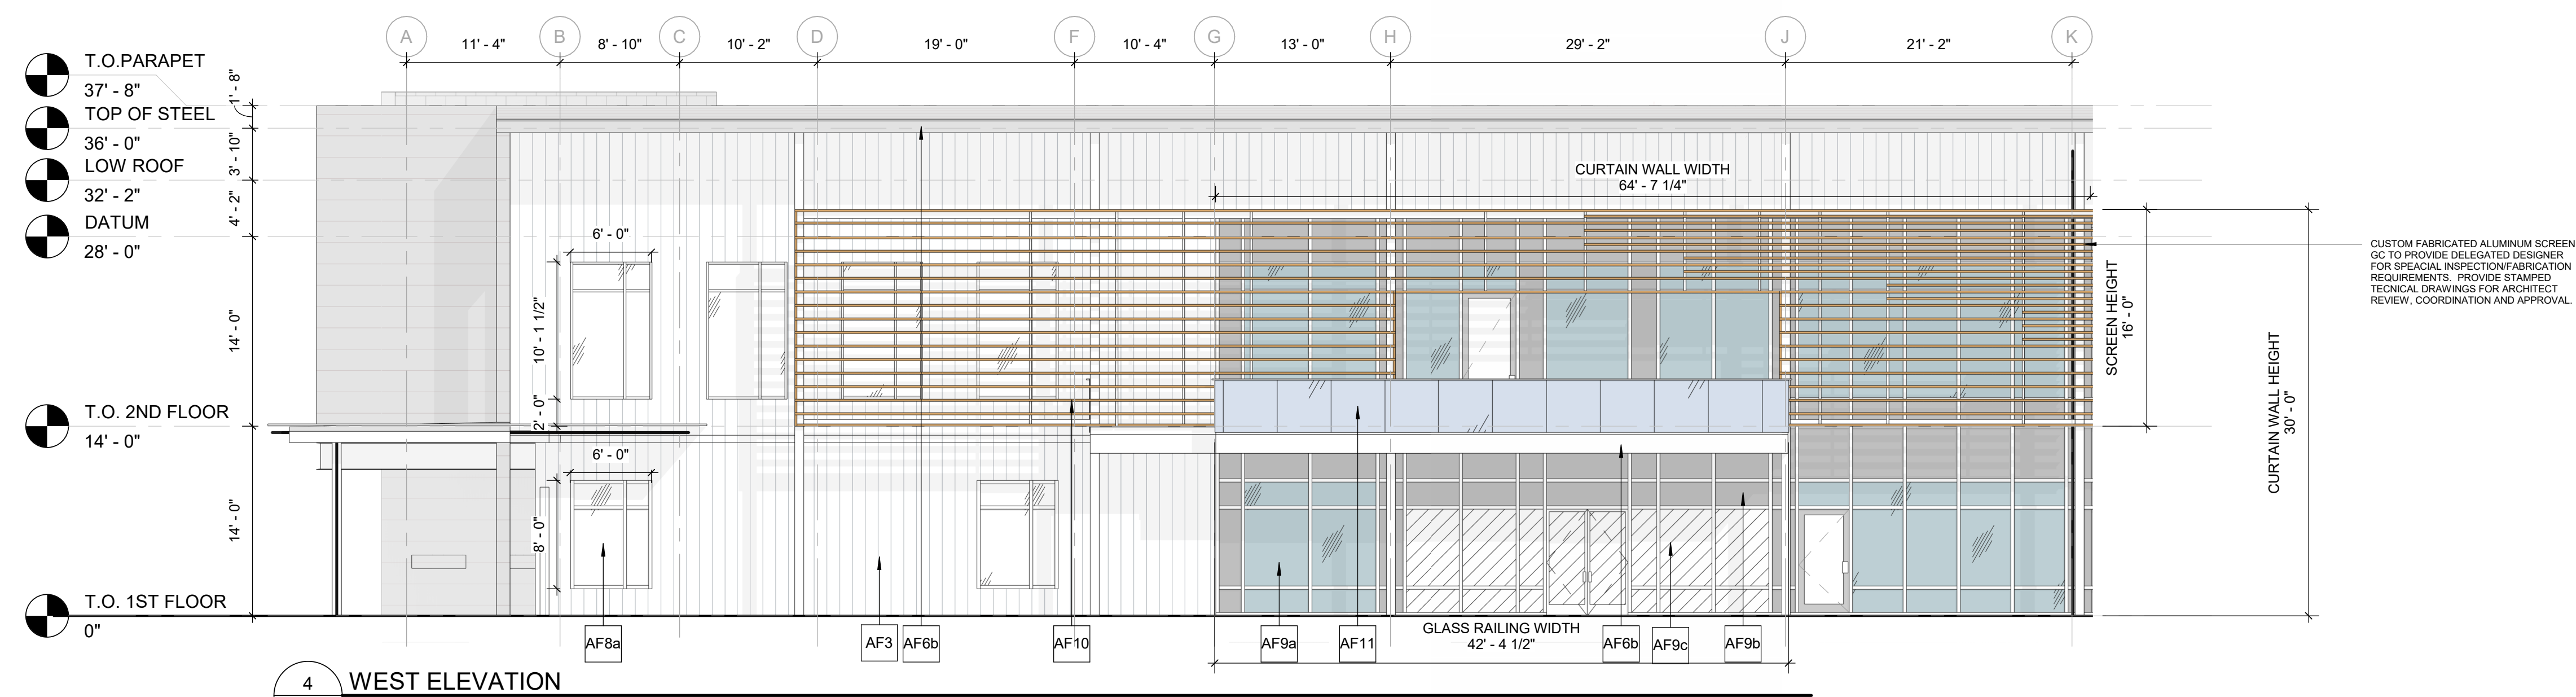 A
B
C
D
F
G
H
J
K
11' - 4"
8' - 10"
10' - 2"
19' - 0"
10' - 4"
13' - 0"
29' - 2"
21' - 2"
T.O.PARAPET
37' - 8"
TOP OF STEEL
36' - 0"
LOW ROOF
32' - 2"
DATUM
28' - 0"
T.O. 2ND FLOOR
14' - 0"
T.O. 1ST FLOOR
0"
1' - 8"
3' - 10"
4' - 2"
14' - 0"
14' - 0"
6' - 0"
10' - 1 1/2"
2' - 0"
6' - 0"
8' - 0"
CURTAIN WALL WIDTH
64' - 7 1/4"
SCREEN HEIGHT
16' - 0"
CURTAIN WALL HEIGHT
30' - 0"
CUSTOM FABRICATED ALUMINUM SCREEN
GC TO PROVIDE DELEGATED DESIGNER
FOR SPEACIAL INSPECTION/FABRICATION
REQUIREMENTS. PROVIDE STAMPED
TECNICAL DRAWINGS FOR ARCHITECT
REVIEW, COORDINATION AND APPROVAL.
AF8a
AF3
AF6b
AF10
AF9a
AF11
GLASS RAILING WIDTH
42' - 4 1/2"
AF6b
AF9c
AF9b
4
WEST ELEVATION